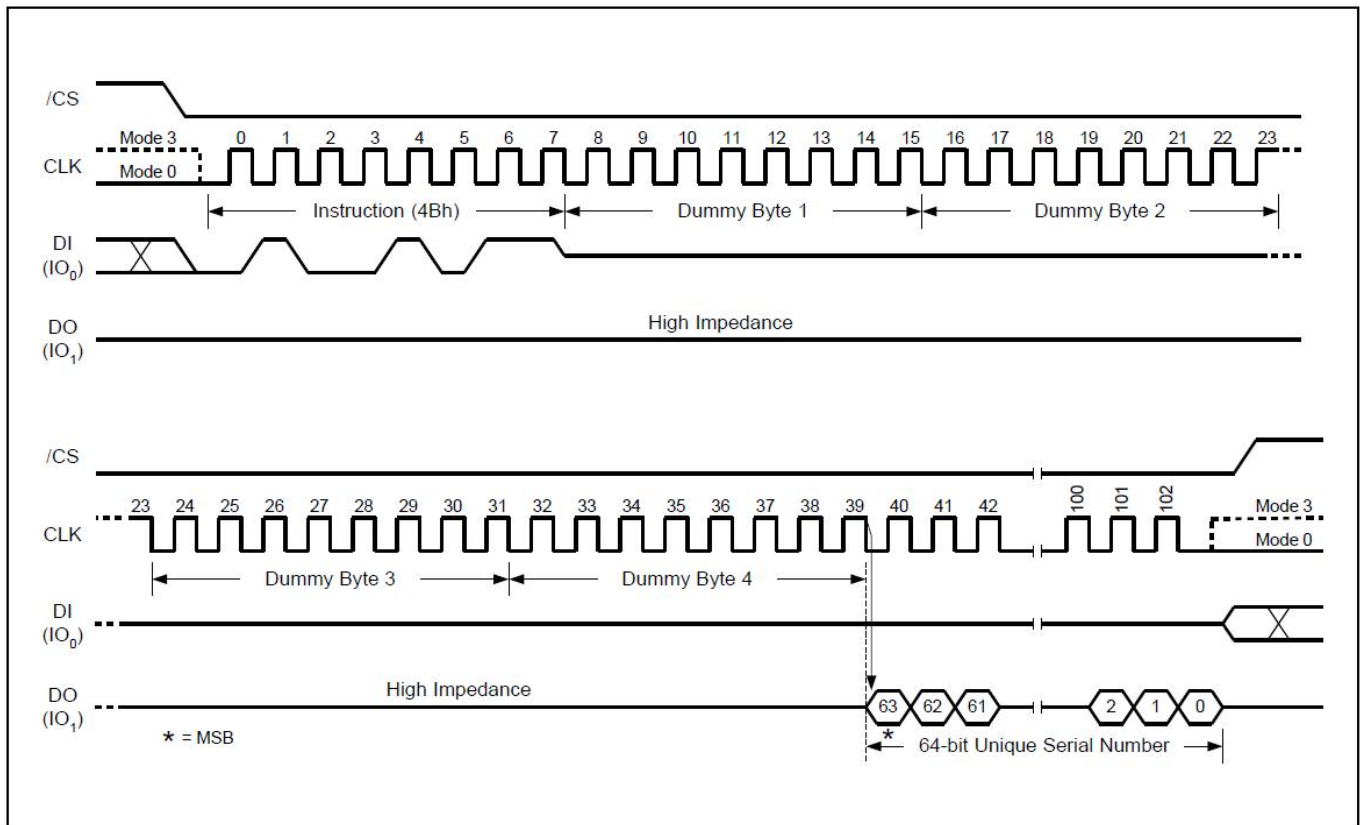 /CS
Mode 3 0 1 2 3 4 5 6 7 8 9 10 11 12 13 14 15 16 17 18 19 20 21 22 23
CLK Mode 0
Instruction (4Bh) Dummy Byte 1 Dummy Byte 2
DI
(IO0)
DO High Impedance
(IO1)
/CS
23 24 25 26 27 28 29 30 31 32 33 34 35 36 37 38 39 40 41 42 100 101 102 Mode 3
CLK Mode 0
Dummy Byte 3 Dummy Byte 4
DI
(IO0)
DO High Impedance 63 62 61 2 1 0
(IO1)
* = MSB * 64-bit Unique Serial Number